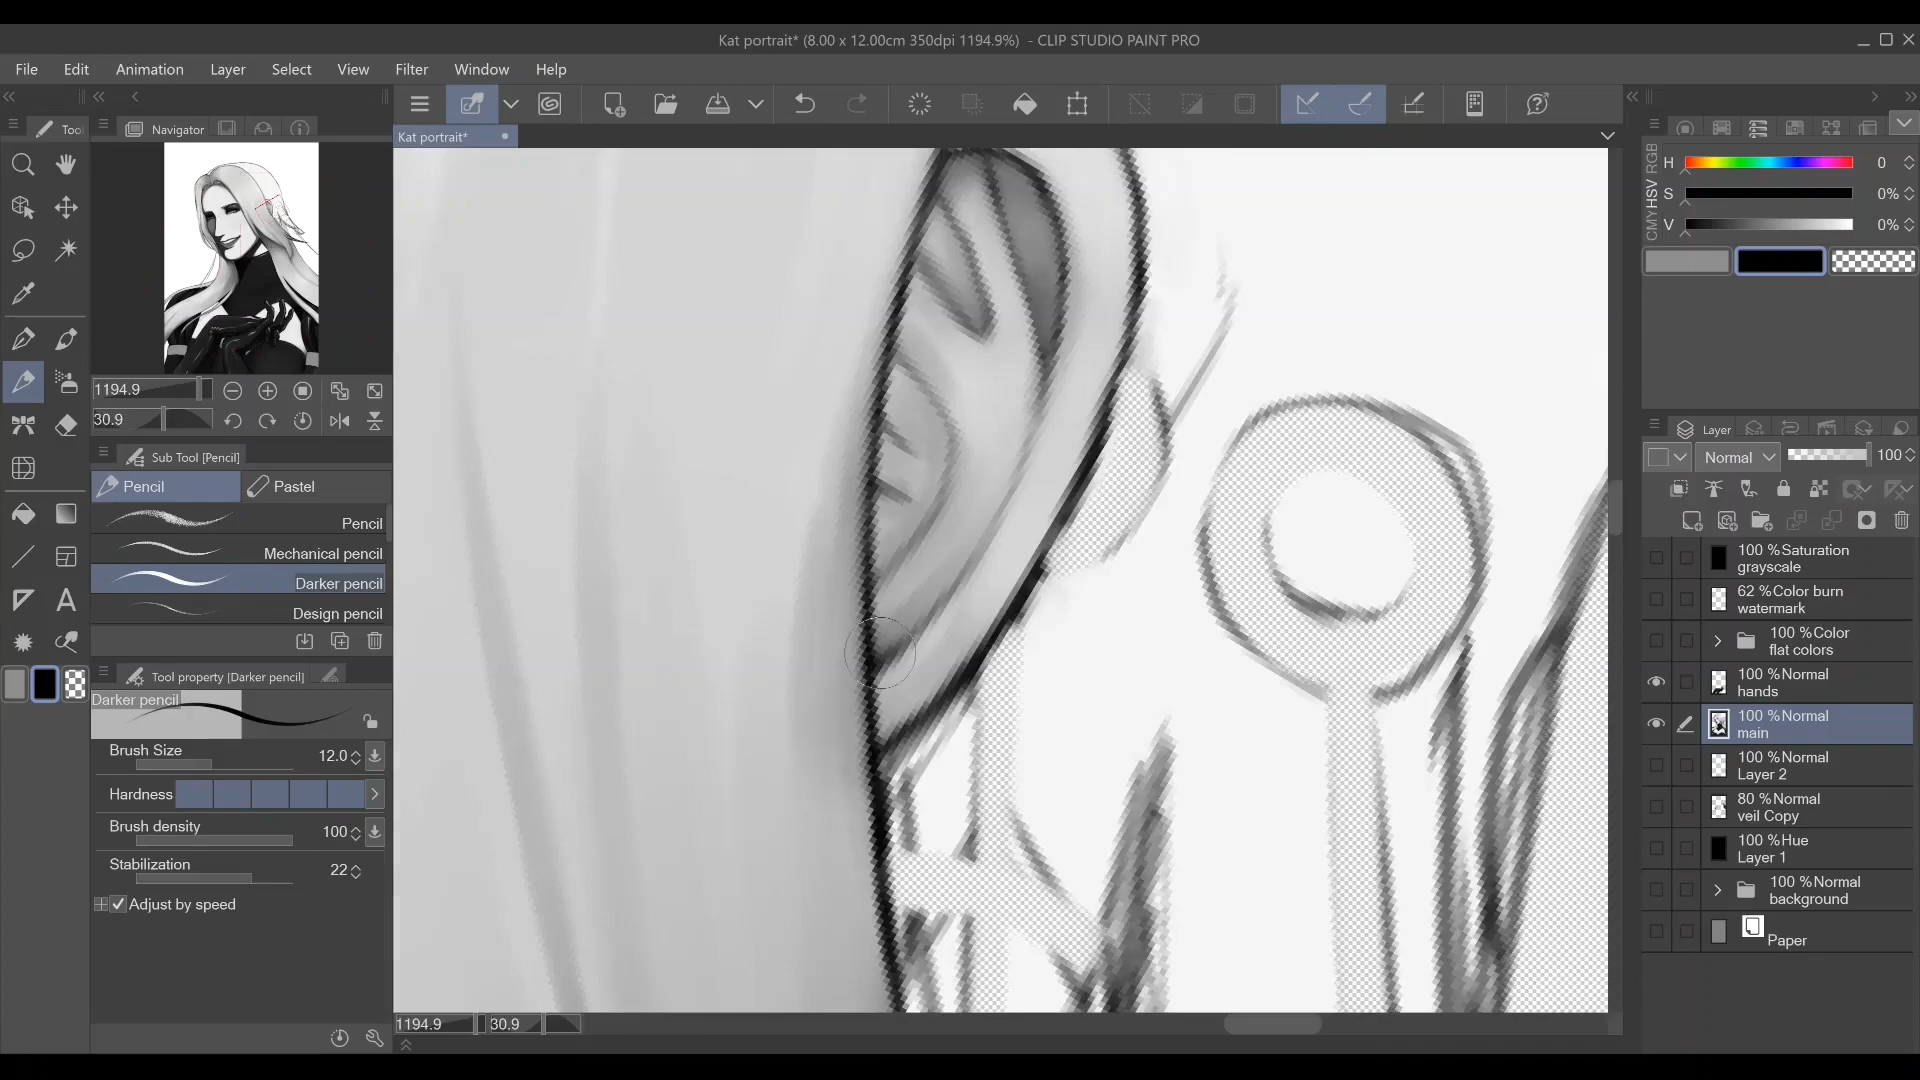 Kat portrait* (8.00 x 12.00cm 350dpi 1194.9%) - CLIP STUDIO PAINT PRO
File Edit Animation Layer Select View Filter Window Help
Tool
Navigator
Kat portrait*
1194.9
30.9
Sub Tool [Pencil]
Pencil
Pastel
Pencil
Mechanical pencil
Darker pencil
Design pencil
Tool property [Darker pencil]
Darker pencil
Brush Size 12.0
Hardness
Brush density 100
Stabilization 22
Adjust by speed
1194.9 30.9
RGB
HSV
CMY
H 0
S 0%
V 0%
Layer
Normal 100
100 %Saturation
grayscale
62 %Color burn
watermark
100 %Color
flat colors
100 %Normal
hands
100 %Normal
main
100 %Normal
Layer 2
80 %Normal
veil Copy
100 %Hue
Layer 1
100 %Normal
background
Paper